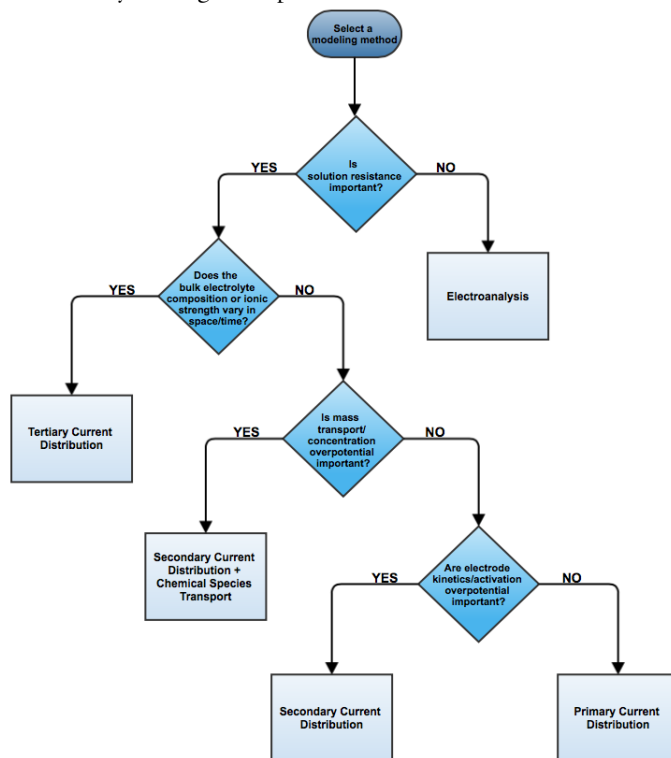 Select a
modeling method
Is
solution resistance
important?
YES
NO
Does the
bulk electrolyte
composition or ionic
strength vary in
space/time?
Electroanalysis
YES
NO
Tertiary Current
Distribution
Is mass
transport/
concentration
overpotential
important?
YES
NO
Secondary Current
Distribution +
Chemical Species
Transport
Are electrode
kinetics/activation
overpotential
important?
YES
NO
Secondary Current
Distribution
Primary Current
Distribution